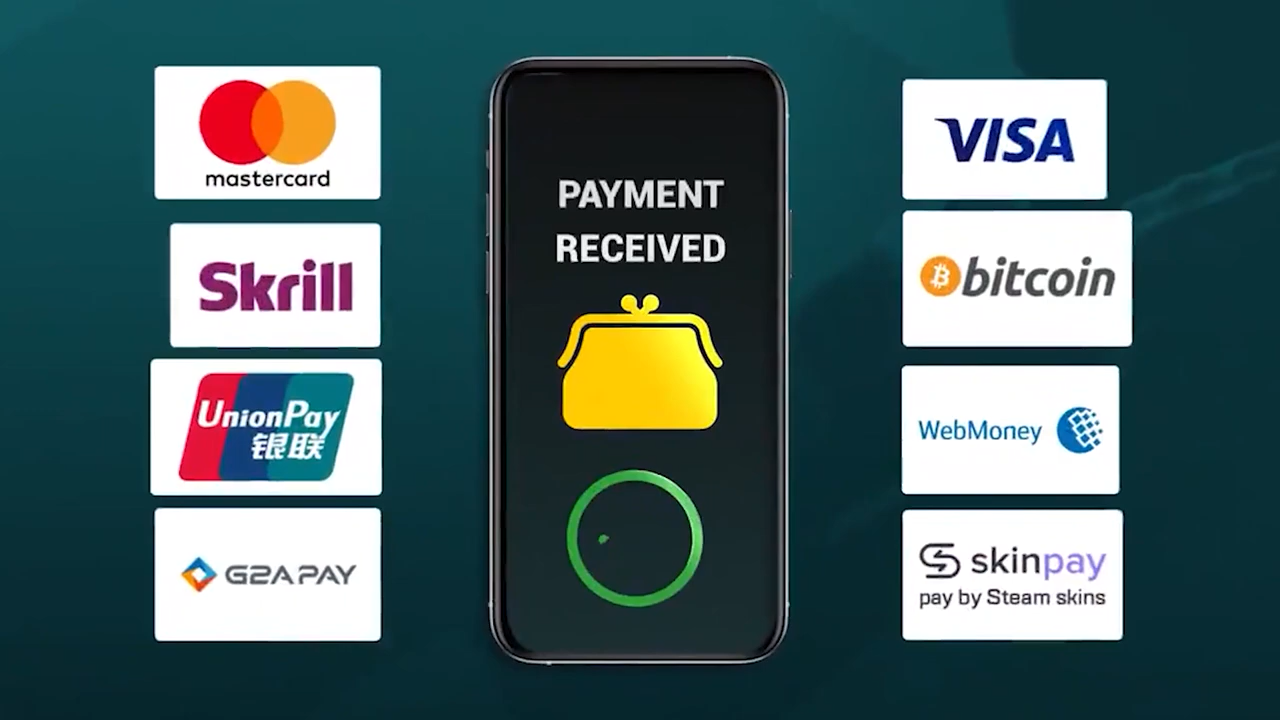 mastercard
Skrill
UnionPay
银联
G2A PAY
PAYMENT
RECEIVED
VISA
bitcoin
WebMoney
skinpay
pay by Steam skins